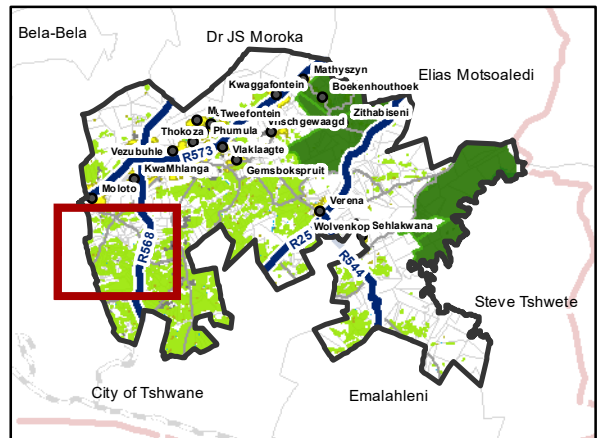 Bela-Bela
Dr JS Moroka
Elias Motsoaledi
Mathyszyn
Kwaggafontein
Boekenhouthoek
Tweefontein
Zithabiseni
Thokoza
Phumula
Vezubuhle
R573
Vlaklaagte
KwaMhlanga
Gemsbokspruit
Moloto
Verena
Wolvenkop
Sehlakwana
R568
R25
R544
Steve Tshwete
City of Tshwane
Emalahleni